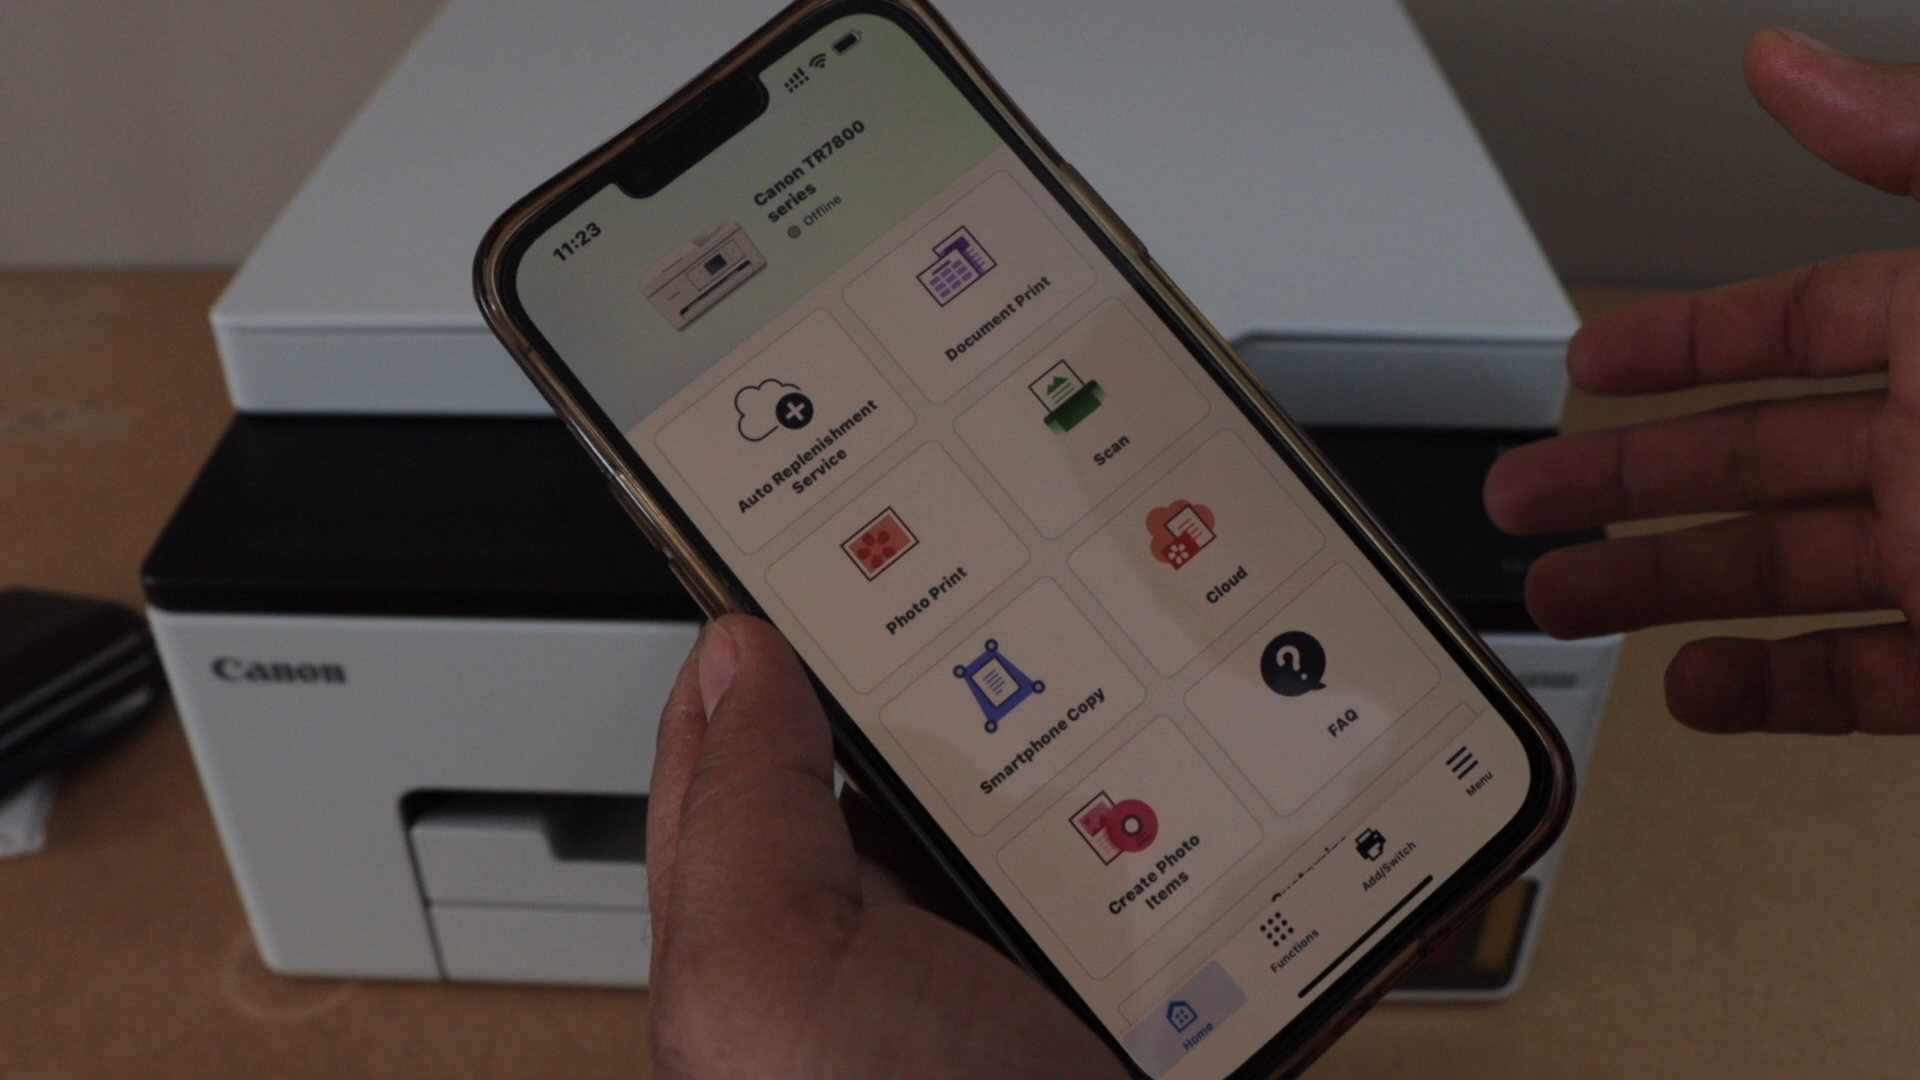 11:23
Canon TR7800
series
Offline
Auto Replenishment
Service
Document Print
Photo Print
Scan
Smartphone Copy
Cloud
Create Photo
Items
FAQ
Home
Functions
Add/Switch
Menu
Canon